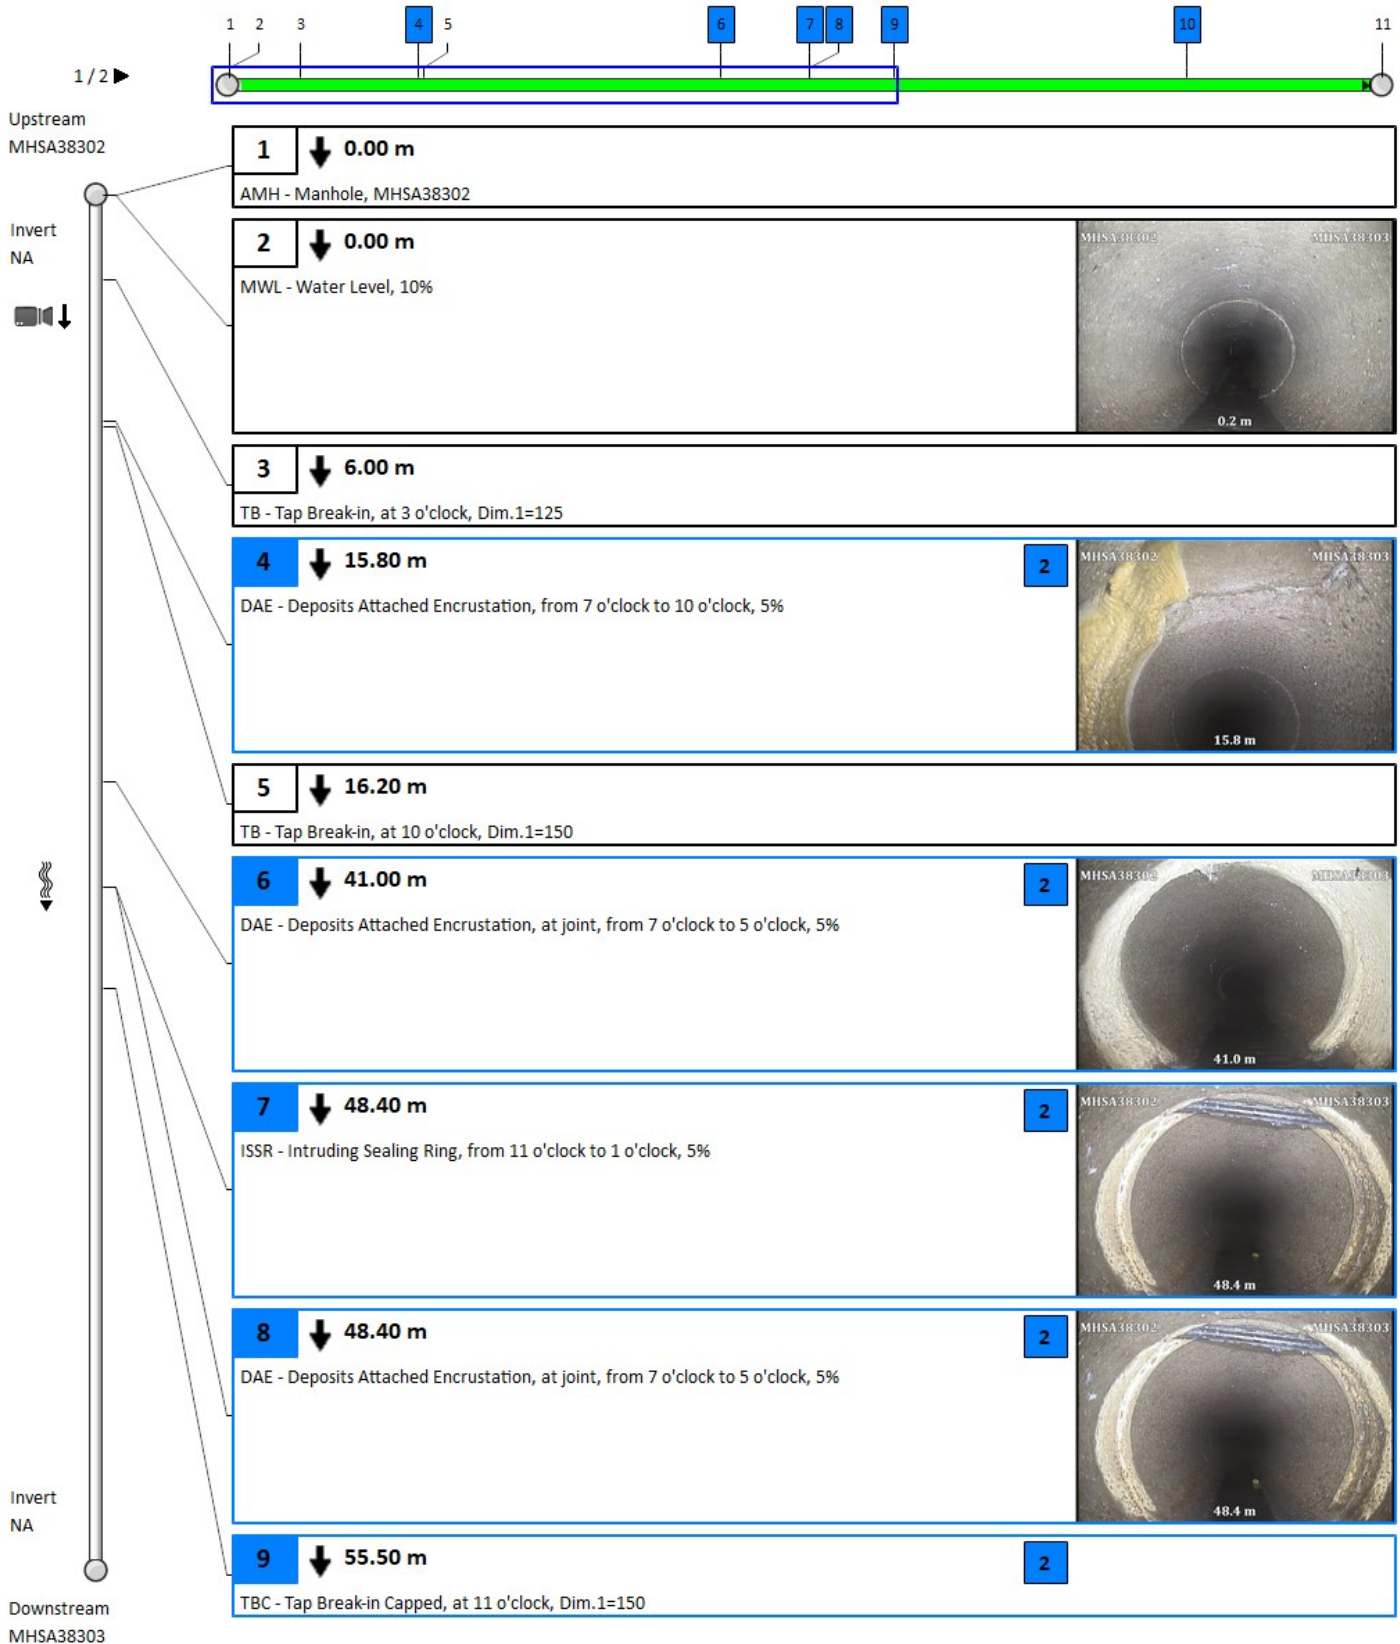 1 2 3 4 5 6 7 8 9 10 11
1 / 2
Upstream
MHSA38302
Invert
NA
1 0.00 m
AMH - Manhole, MHSA38302
2 0.00 m
MWL - Water Level, 10%
MHSA38302 MHSA38303
0.2 m
3 6.00 m
TB - Tap Break-in, at 3 o'clock, Dim.1=125
4 15.80 m 2
DAE - Deposits Attached Encrustation, from 7 o'clock to 10 o'clock, 5%
MHSA38302 MHSA38303
15.8 m
5 16.20 m
TB - Tap Break-in, at 10 o'clock, Dim.1=150
6 41.00 m 2
DAE - Deposits Attached Encrustation, at joint, from 7 o'clock to 5 o'clock, 5%
MHSA38302 MHSA38303
41.0 m
7 48.40 m 2
ISSR - Intruding Sealing Ring, from 11 o'clock to 1 o'clock, 5%
MHSA38302 MHSA38303
48.4 m
8 48.40 m 2
DAE - Deposits Attached Encrustation, at joint, from 7 o'clock to 5 o'clock, 5%
MHSA38302 MHSA38303
48.4 m
9 55.50 m 2
TBC - Tap Break-in Capped, at 11 o'clock, Dim.1=150
Invert
NA
Downstream
MHSA38303